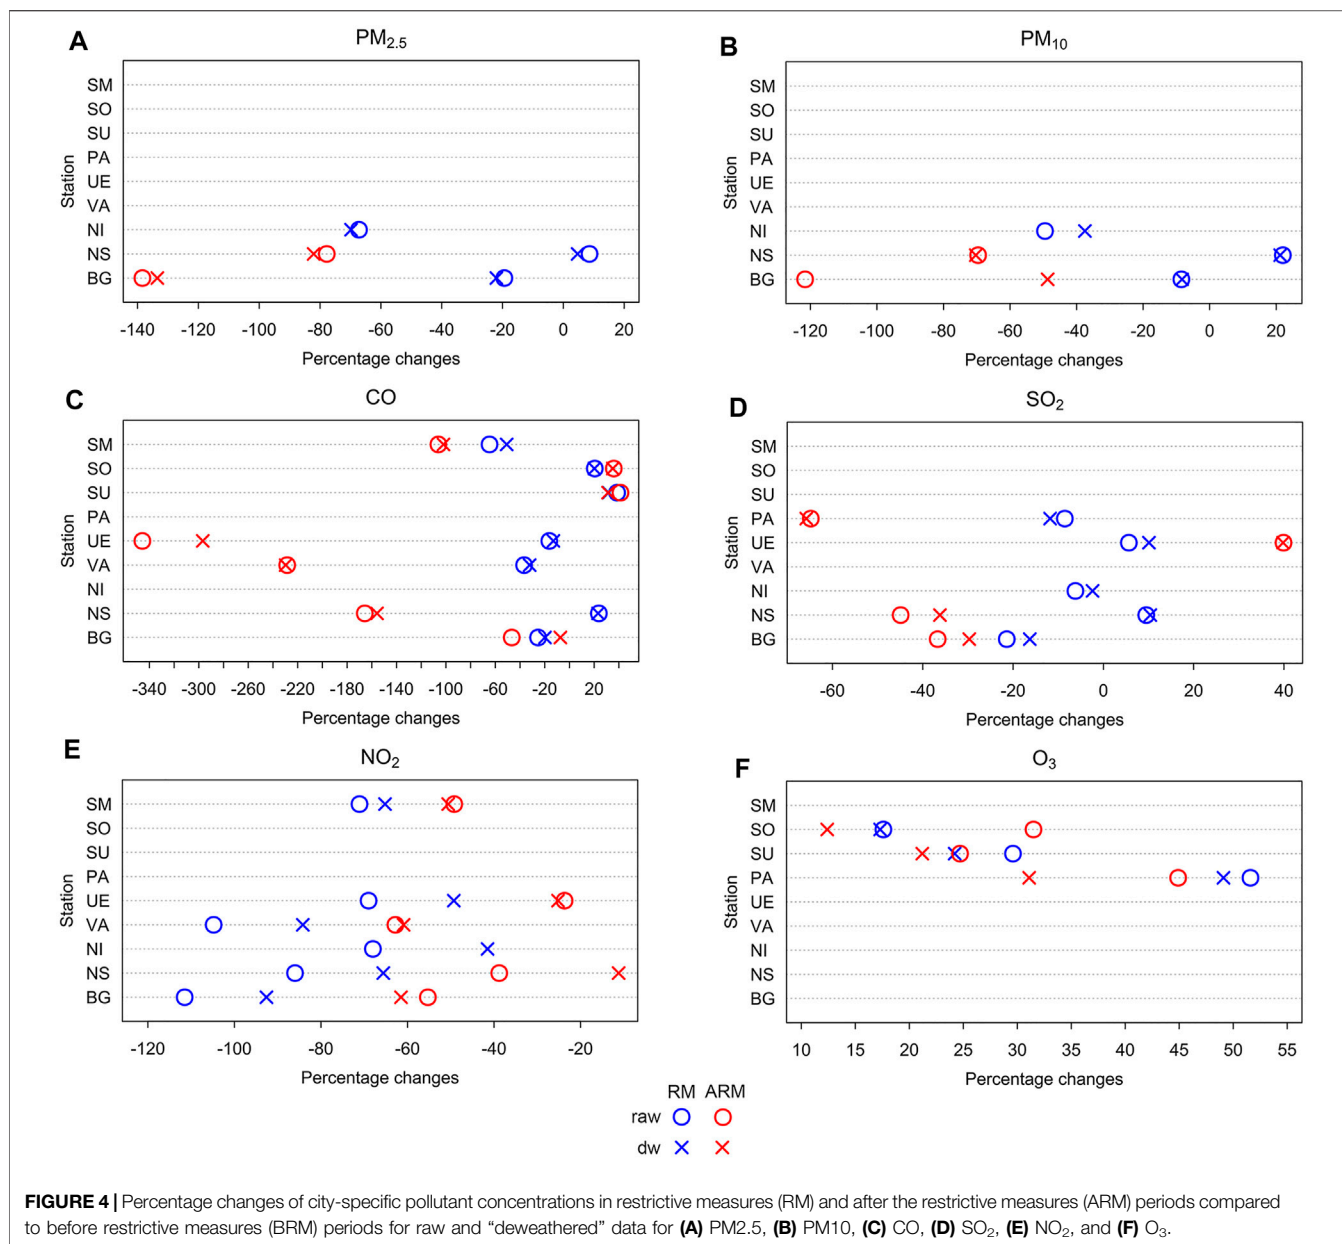 A
PM2.5
Station
SM
SO
SU
PA
UE
VA
NI
NS
BG
-140 -120 -100 -80 -60 -40 -20 0 20
Percentage changes
B
PM10
Station
SM
SO
SU
PA
UE
VA
NI
NS
BG
-120 -100 -80 -60 -40 -20 0 20
Percentage changes
C
CO
Station
SM
SO
SU
PA
UE
VA
NI
NS
BG
-340 -300 -260 -220 -180 -140 -100 -60 -20 20
Percentage changes
D
SO2
Station
SM
SO
SU
PA
UE
VA
NI
NS
BG
-60 -40 -20 0 20 40
Percentage changes
E
NO2
Station
SM
SO
SU
PA
UE
VA
NI
NS
BG
-120 -100 -80 -60 -40 -20
Percentage changes
F
O3
Station
SM
SO
SU
PA
UE
VA
NI
NS
BG
10 15 20 25 30 35 40 45 50 55
Percentage changes
RM ARM
raw
dw
FIGURE 4 | Percentage changes of city-specific pollutant concentrations in restrictive measures (RM) and after the restrictive measures (ARM) periods compared
to before restrictive measures (BRM) periods for raw and “deweathered” data for (A) PM2.5, (B) PM10, (C) CO, (D) SO2, (E) NO2, and (F) O3.